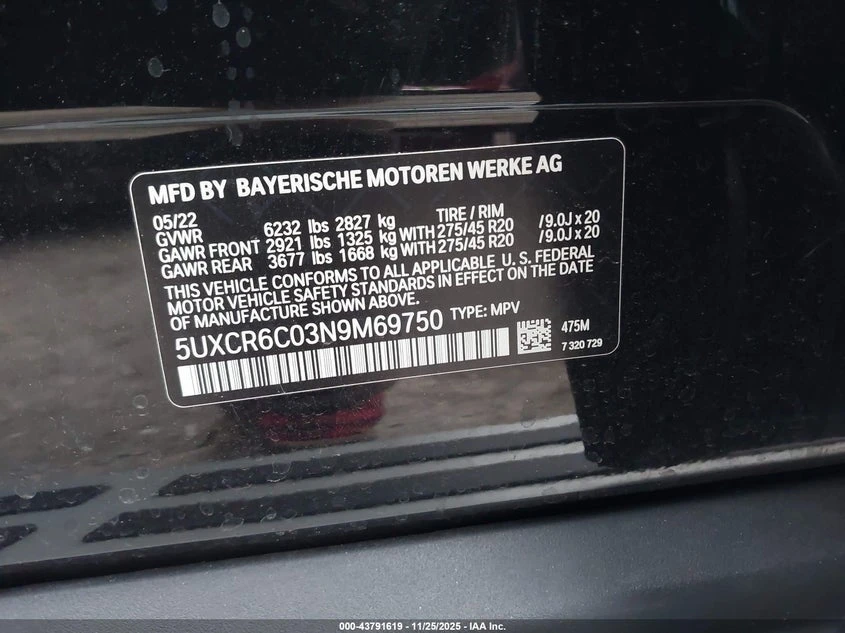 MFD BY BAYERISCHE MOTOREN WERKE AG
05/22 TIRE / RIM
GVWR 6232 lbs 2827 kg
GAWR FRONT 2921 lbs 1325 kg WITH 275/45 R20 / 9.0J x 20
GAWR REAR 3677 lbs 1668 kg WITH 275/45 R20 / 9.0J x 20
THIS VEHICLE CONFORMS TO ALL APPLICABLE U. S. FEDERAL
MOTOR VEHICLE SAFETY STANDARDS IN EFFECT ON THE DATE
OF MANUFACTURE SHOWN ABOVE.
5UXCR6C03N9M69750 TYPE: MPV
475M
7 320 729
000-43791619 - 11/25/2025 - IAA Inc.